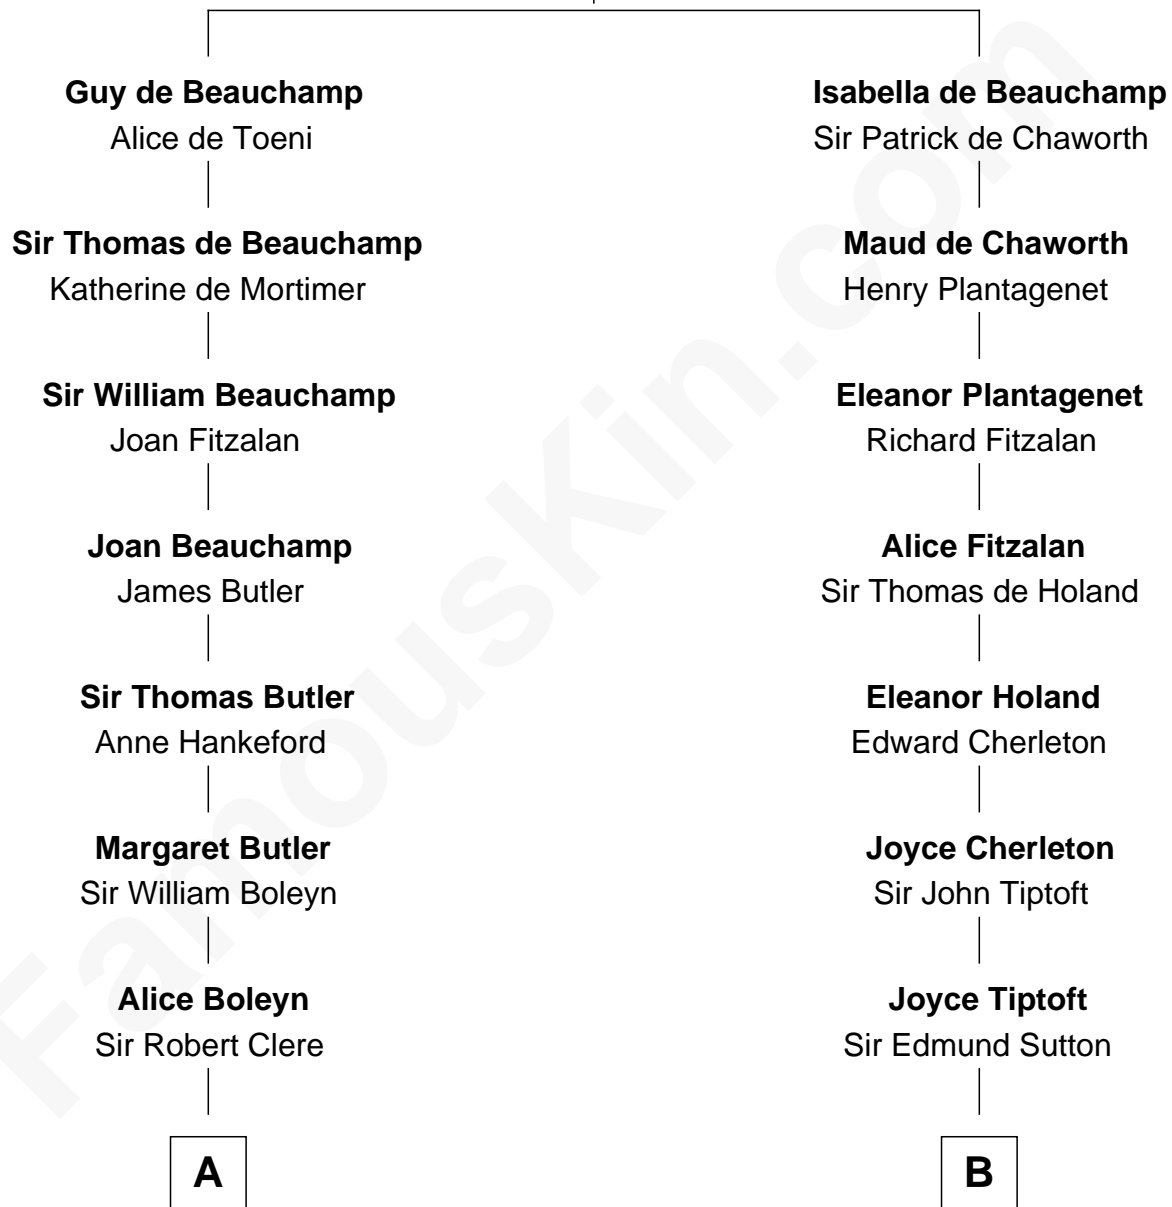 Guy de Beauchamp
Alice de Toeni
Sir Thomas de Beauchamp
Katherine de Mortimer
Sir William Beauchamp
Joan Fitzalan
Joan Beauchamp
James Butler
Sir Thomas Butler
Anne Hankeford
Margaret Butler
Sir William Boleyn
Alice Boleyn
Sir Robert Clere
A
Isabella de Beauchamp
Sir Patrick de Chaworth
Maud de Chaworth
Henry Plantagenet
Eleanor Plantagenet
Richard Fitzalan
Alice Fitzalan
Sir Thomas de Holand
Eleanor Holand
Edward Cherleton
Joyce Cherleton
Sir John Tiptoft
Joyce Tiptoft
Sir Edmund Sutton
B
FamousKin.com